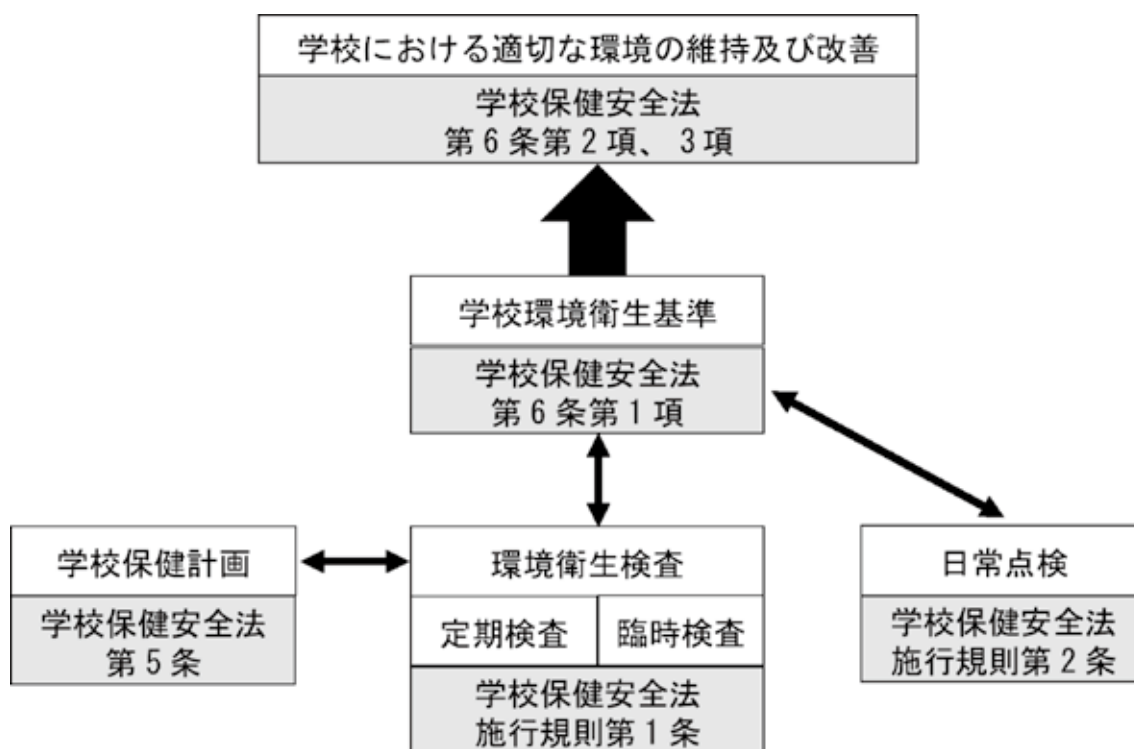 学校における適切な環境の維持及び改善
学校保健安全法
第6条第2項、3項
学校環境衛生基準
学校保健安全法
第6条第1項
学校保健計画
学校保健安全法
第5条
環境衛生検査
定期検査
臨時検査
学校保健安全法
施行規則第1条
日常点検
学校保健安全法
施行規則第2条